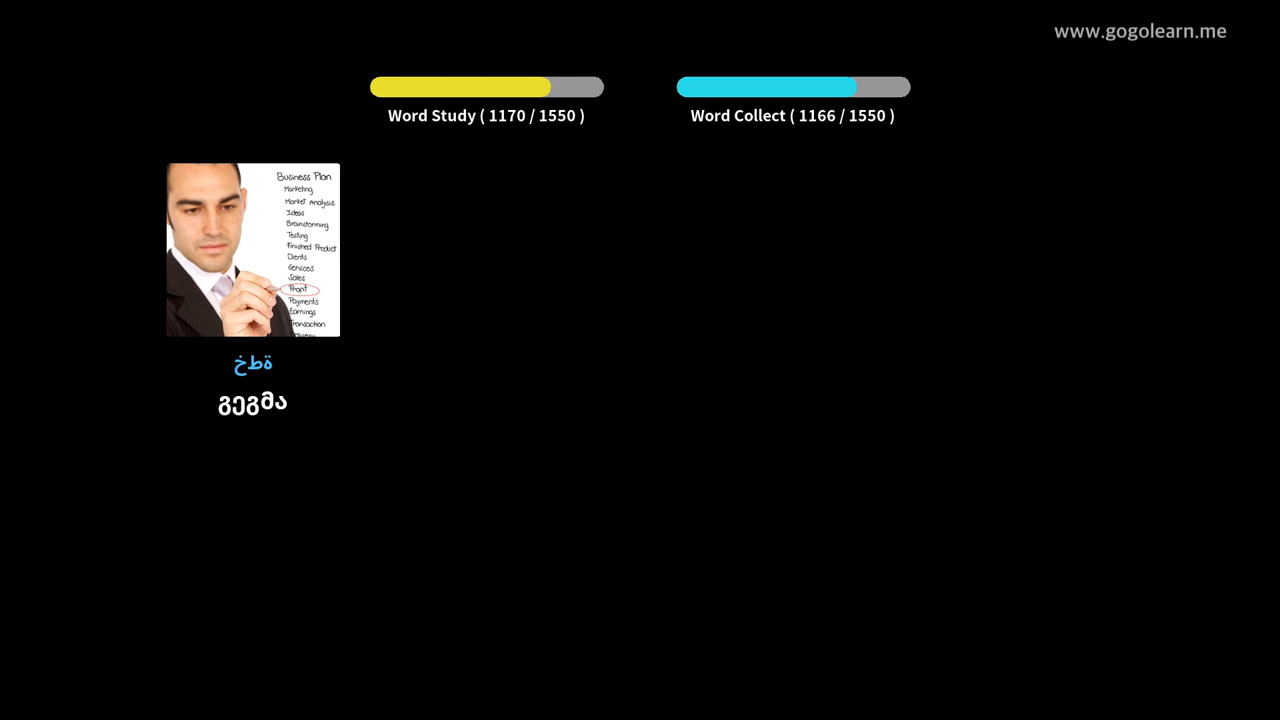 www.gogolearn.me
Word Study ( 1170 / 1550 )
Word Collect ( 1166 / 1550 )
Business Plan
Marketing
Market Analysis
Ideas
Brainstorming
Testing
Finished Product
Clients
Services
Sales
Profit
Payments
Earnings
Transaction
Delivery
خطة
გეგმა